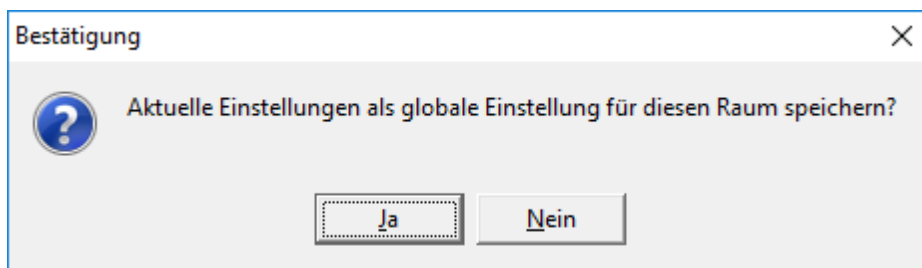 Bestätigung
Aktuelle Einstellungen als globale Einstellung für diesen Raum speichern?
Ja
Nein